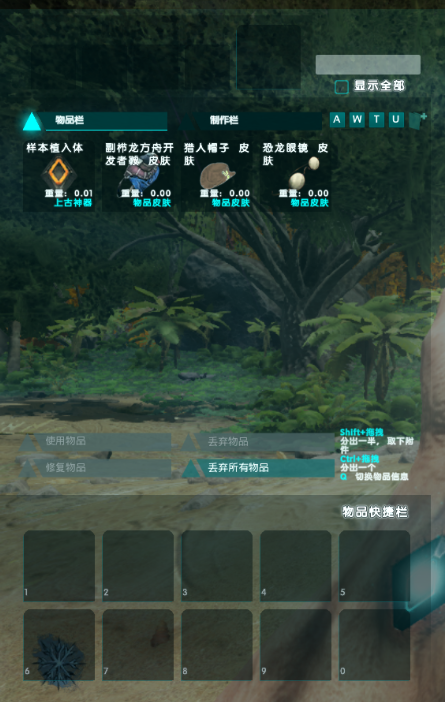 显示全部
物品栏
制作栏
A W T U
样本植入体
重量: 0.01
上古神器
副栉龙方舟开
发者鞍 皮肤
重量: 0.00
物品皮肤
猎人帽子 皮
肤
重量: 0.00
物品皮肤
恐龙眼镜 皮
肤
重量: 0.00
物品皮肤
使用物品
丢弃物品
修复物品
丢弃所有物品
Shift+拖拽
分出一半, 取下附
件
Ctrl+拖拽
分出一个
Q 切换物品信息
物品快捷栏
1 2 3 4 5
6 7 8 9 0